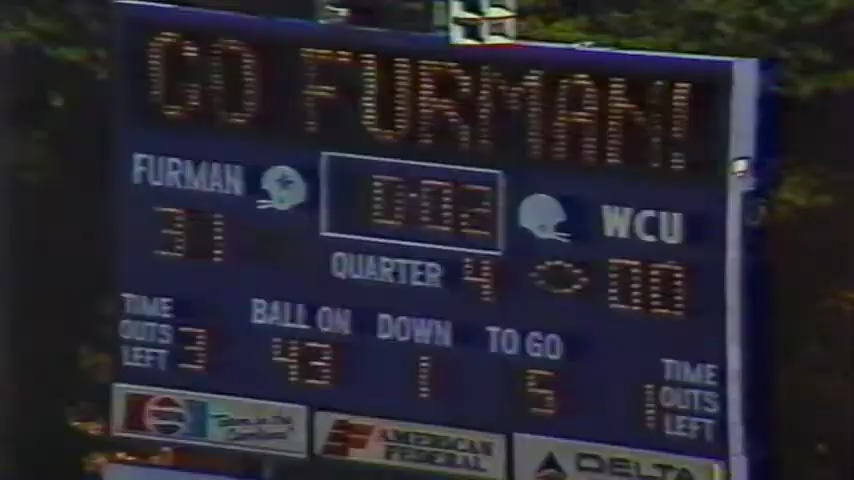 GO FURMAN!
FURMAN 0:02 WCU
31 QUARTER 4 00
TIME OUTS LEFT 3
BALL ON 43
DOWN 1
TO GO 5
1 TIME OUTS LEFT
AMERICAN FEDERAL
DELTA